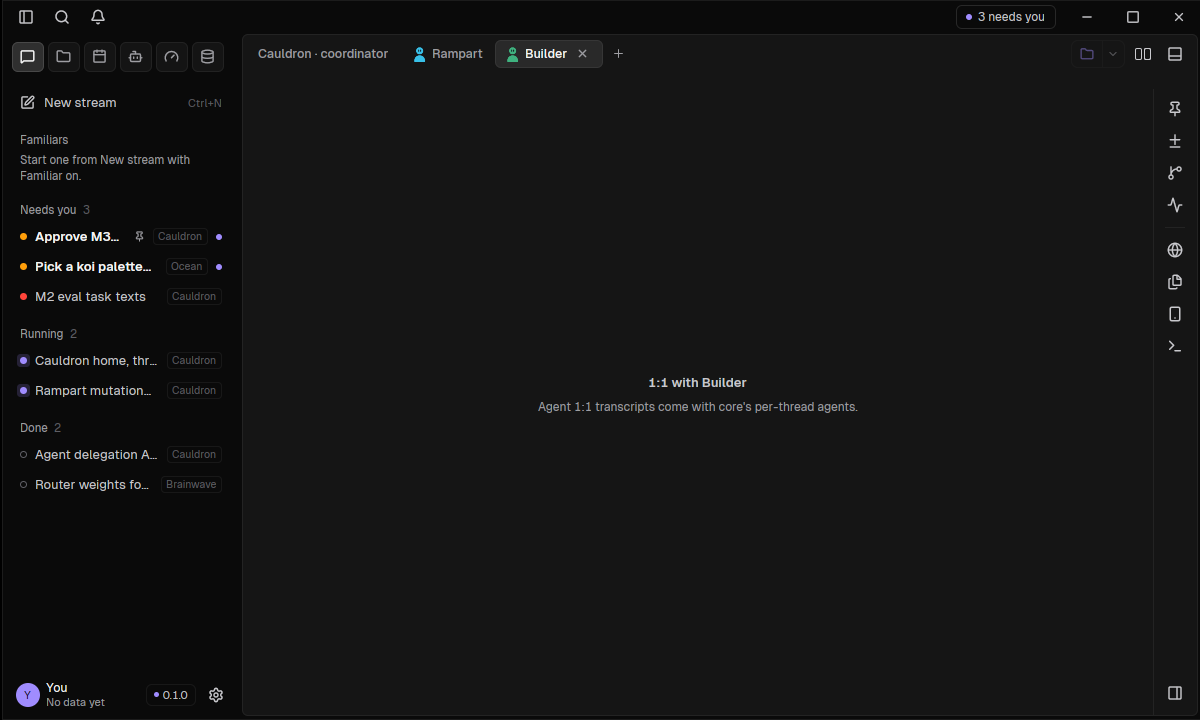 3 needs you
Cauldron · coordinator
Rampart
Builder
New stream
Ctrl+N
Familiars
Start one from New stream with
Familiar on.
Needs you 3
Approve M3...
Cauldron
Pick a koi palette...
Ocean
M2 eval task texts
Cauldron
Running 2
Cauldron home, thr...
Cauldron
Rampart mutation...
Cauldron
Done 2
Agent delegation A...
Cauldron
Router weights fo...
Brainwave
1:1 with Builder
Agent 1:1 transcripts come with core's per-thread agents.
Y
You
No data yet
0.1.0